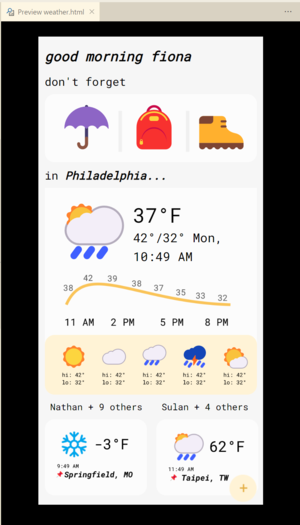 Preview weather.html
good morning fiona
don't forget
in Philadelphia...
37°F
42°/32° Mon,
10:49 AM
38 42 39 38 37 35 33 32
11 AM 2 PM 5 PM 8 PM
hi: 42° hi: 42° hi: 42° hi: 42° hi: 42°
lo: 32° lo: 32° lo: 32° lo: 32° lo: 32°
Nathan + 9 others Sulan + 4 others
-3°F 62°F
9:49 AM 11:49 AM
Springfield, MO Taipei, TW
+